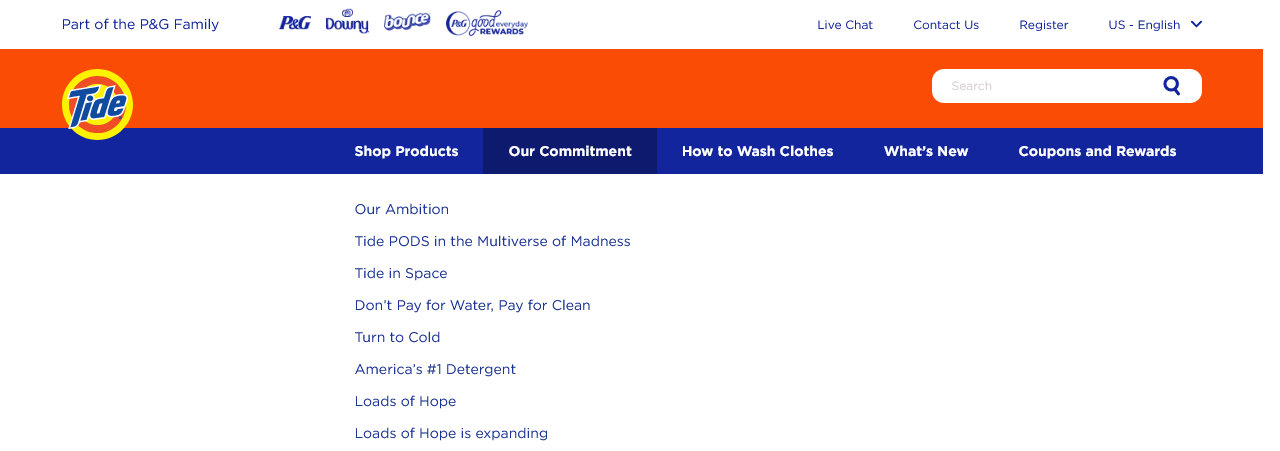 Part of the P&G Family
P&G Downy bounce P&G good everyday REWARDS
Live Chat Contact Us Register US - English
Tide
Search
Shop Products Our Commitment How to Wash Clothes What's New Coupons and Rewards
Our Ambition
Tide PODS in the Multiverse of Madness
Tide in Space
Don’t Pay for Water, Pay for Clean
Turn to Cold
America’s #1 Detergent
Loads of Hope
Loads of Hope is expanding